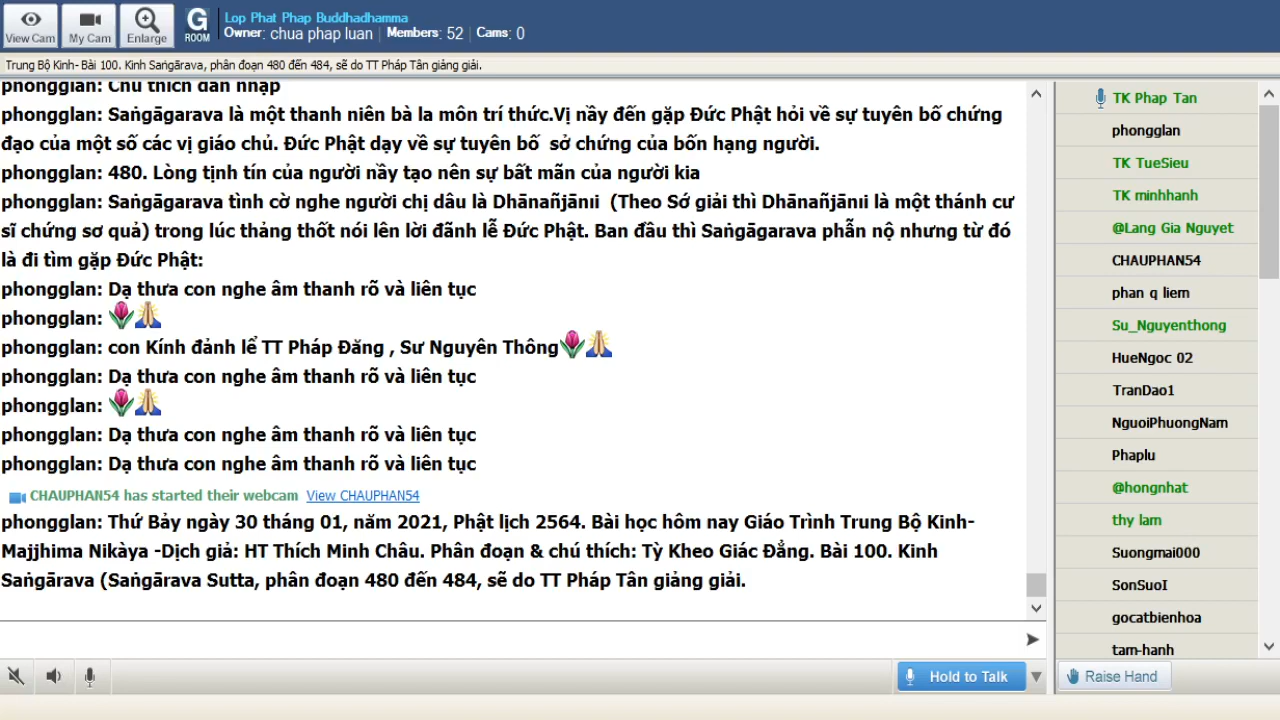 View Cam
My Cam
Enlarge
G
ROOM
Lop Phat Phap Buddhadhamma
Owner: chua phap luan | Members: 52 | Cams: 0
Trung Bộ Kinh- Bài 100. Kinh Saṅgārava, phân đoạn 480 đến 484, sẽ do TT Pháp Tân giảng giải.
phongglan: Chú thích dẫn nhập
phongglan: Saṅgāgarava là một thanh niên bà la môn trí thức.Vị nầy đến gặp Đức Phật hỏi về sự tuyên bố chứng
đạo của một số các vị giáo chủ. Đức Phật dạy về sự tuyên bố  sở chứng của bốn hạng người.
phongglan: 480. Lòng tịnh tín của người nầy tạo nên sự bất mãn của người kia
phongglan: Saṅgāgarava tình cờ nghe người chị dâu là Dhānañjānıi  (Theo Sớ giải thì Dhānañjānıi là một thánh cư
sĩ chứng sơ quả) trong lúc thảng thốt nói lên lời đãnh lễ Đức Phật. Ban đầu thì Saṅgāgarava phẫn nộ nhưng từ đó
là đi tìm gặp Đức Phật:
phongglan: Dạ thưa con nghe âm thanh rõ và liên tục
phongglan: 🌷🙏
phongglan: con Kính đảnh lể TT Pháp Đăng , Sư Nguyên Thông🌷🙏
phongglan: Dạ thưa con nghe âm thanh rõ và liên tục
phongglan: 🌷🙏
phongglan: Dạ thưa con nghe âm thanh rõ và liên tục
phongglan: Dạ thưa con nghe âm thanh rõ và liên tục
CHAUPHAN54 has started their webcam View CHAUPHAN54
phongglan: Thứ Bảy ngày 30 tháng 01, năm 2021, Phật lịch 2564. Bài học hôm nay Giáo Trình Trung Bộ Kinh-
Majjhima Nikàya -Dịch giả: HT Thích Minh Châu. Phân đoạn & chú thích: Tỳ Kheo Giác Đẳng. Bài 100. Kinh
Saṅgārava (Saṅgārava Sutta, phân đoạn 480 đến 484, sẽ do TT Pháp Tân giảng giải.
Hold to Talk
TK Phap Tan
phongglan
TK TueSieu
TK minhhanh
@Lang Gia Nguyet
CHAUPHAN54
phan q liem
Su_Nguyenthong
HueNgoc 02
TranDao1
NguoiPhuongNam
Phaplu
@hongnhat
thy lam
Suongmai000
SonSuoI
gocatbienhoa
tam-hanh
Raise Hand